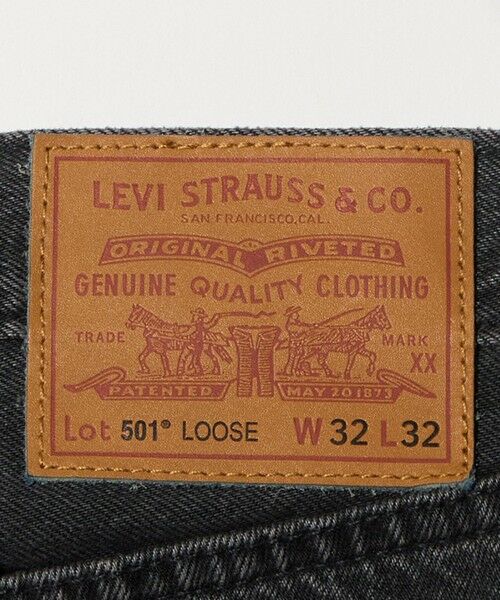 LEVI STRAUSS & CO.
SAN FRANCISCO, CAL.
ORIGINAL RIVETED
GENUINE QUALITY CLOTHING
TRADE MARK
XX
PATENTED MAY 20 1873
Lot 501® LOOSE W 32 L 32